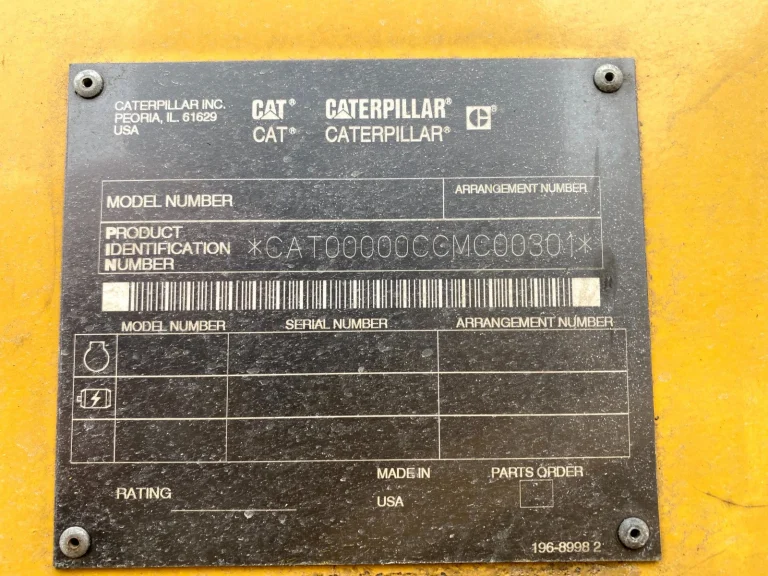 CATERPILLAR INC.
PEORIA, IL. 61629
USA
CAT® CATERPILLAR®
CAT® CATERPILLAR®
MODEL NUMBER
ARRANGEMENT NUMBER
PRODUCT
IDENTIFICATION
NUMBER
*CAT00000CGMC00301*
MODEL NUMBER SERIAL NUMBER ARRANGEMENT NUMBER
RATING
MADE IN
USA
PARTS ORDER
196-8998 2